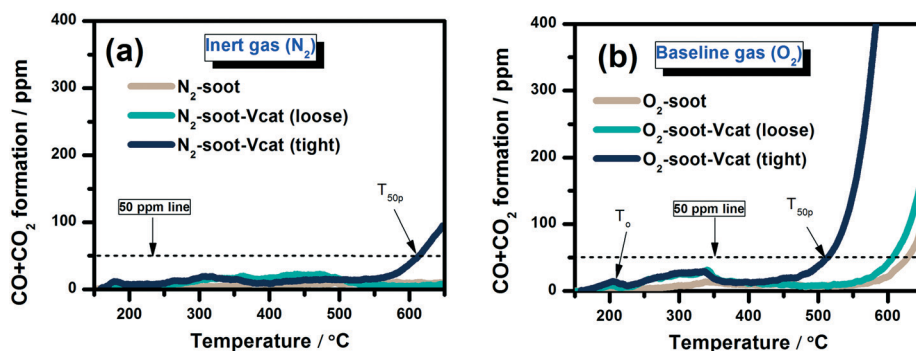 (a)
Inert gas (N₂)
N₂-soot
N₂-soot-Vcat (loose)
N₂-soot-Vcat (tight)
50 ppm line
T₅₀ₚ
CO+CO₂ formation / ppm
400
300
200
100
0
200 300 400 500 600
Temperature / °C
(b)
Baseline gas (O₂)
O₂-soot
O₂-soot-Vcat (loose)
O₂-soot-Vcat (tight)
50 ppm line
Tₒ
T₅₀ₚ
CO+CO₂ formation / ppm
400
300
200
100
50
0
200 300 400 500 600
Temperature / °C